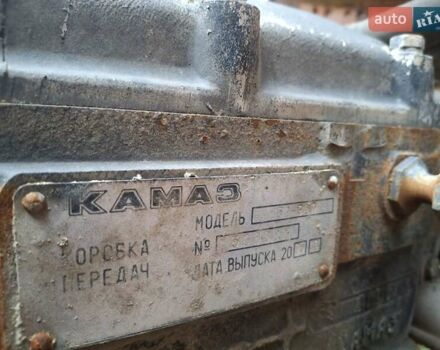 auto RIA
КАМАЗ
МОДЕЛЬ
КОРОБКА ПЕРЕДАЧ
№
ДАТА ВЫПУСКА 20